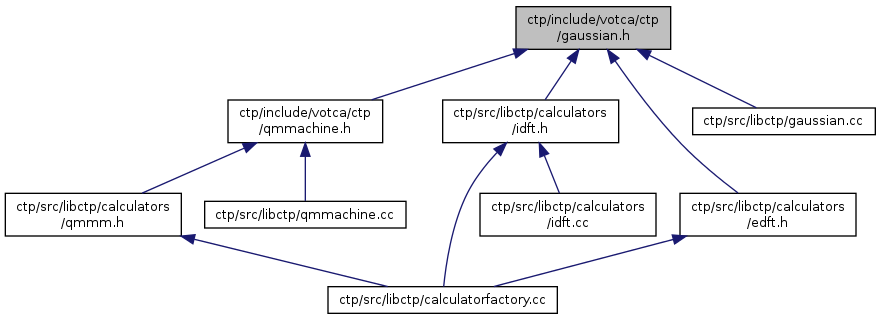 ctp/include/votca/ctp
/gaussian.h
ctp/include/votca/ctp
/qmmachine.h
ctp/src/libctp/calculators
/idft.h
ctp/src/libctp/gaussian.cc
ctp/src/libctp/calculators
/qmmm.h
ctp/src/libctp/qmmachine.cc
ctp/src/libctp/calculators
/idft.cc
ctp/src/libctp/calculators
/edft.h
ctp/src/libctp/calculatorfactory.cc